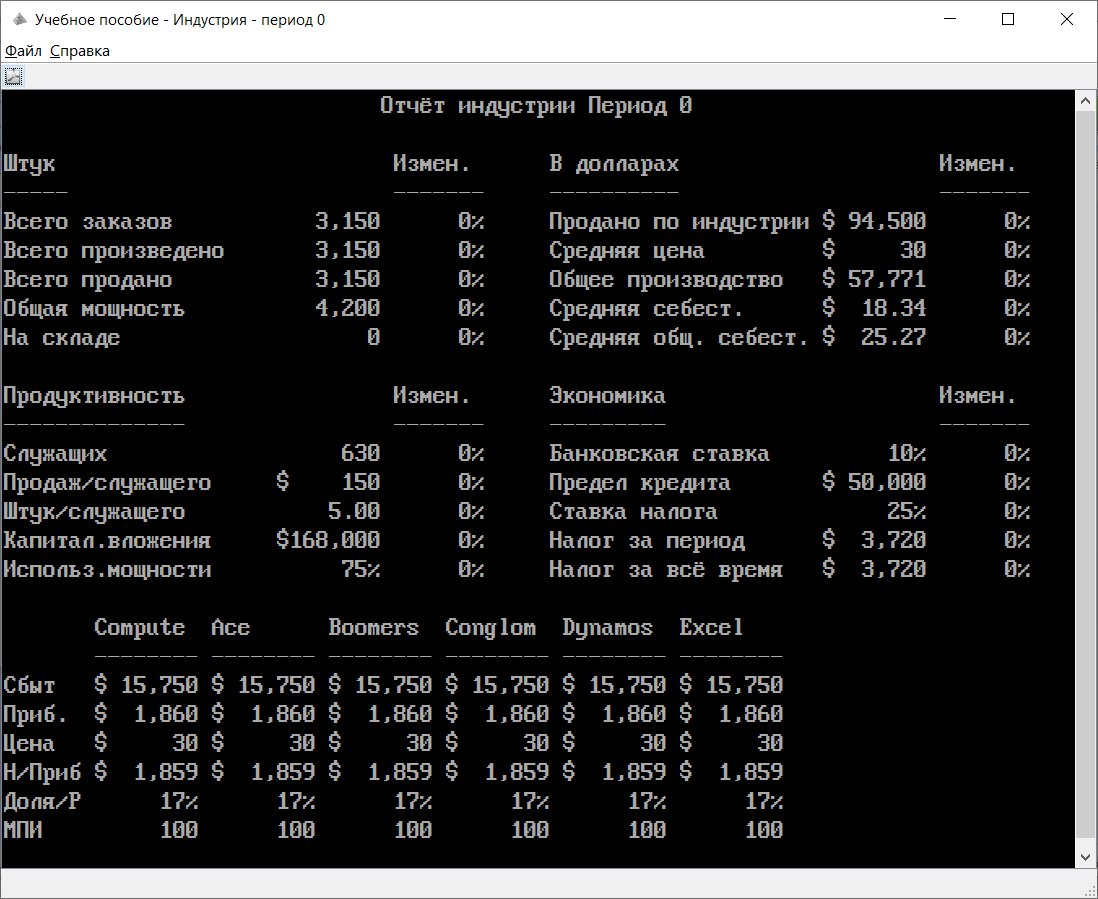 Учебное пособие - Индустрия - период 0
Файл Справка
Отчёт индустрии Период 0
Штук Измен. В долларах Измен.
----- ------- ---------- -------
Всего заказов 3,150 0% Продано по индустрии $ 94,500 0%
Всего произведено 3,150 0% Средняя цена $ 30 0%
Всего продано 3,150 0% Общее производство $ 57,771 0%
Общая мощность 4,200 0% Средняя себест. $ 18.34 0%
На складе 0 0% Средняя общ. себест. $ 25.27 0%
Продуктивность Измен. Экономика Измен.
-------------- ------- --------- -------
Служащих 630 0% Банковская ставка 10% 0%
Продаж/служащего $ 150 0% Предел кредита $ 50,000 0%
Штук/служащего 5.00 0% Ставка налога 25% 0%
Капитал.вложения $168,000 0% Налог за период $ 3,720 0%
Использ.мощности 75% 0% Налог за всё время $ 3,720 0%
Compute Ace Boomers Conglom Dynamos Excel
-------- -------- -------- -------- -------- --------
Сбыт $ 15,750 $ 15,750 $ 15,750 $ 15,750 $ 15,750 $ 15,750
Приб. $ 1,860 $ 1,860 $ 1,860 $ 1,860 $ 1,860 $ 1,860
Цена $ 30 $ 30 $ 30 $ 30 $ 30 $ 30
Н/Приб $ 1,859 $ 1,859 $ 1,859 $ 1,859 $ 1,859 $ 1,859
Доля/Р 17% 17% 17% 17% 17% 17%
МПИ 100 100 100 100 100 100